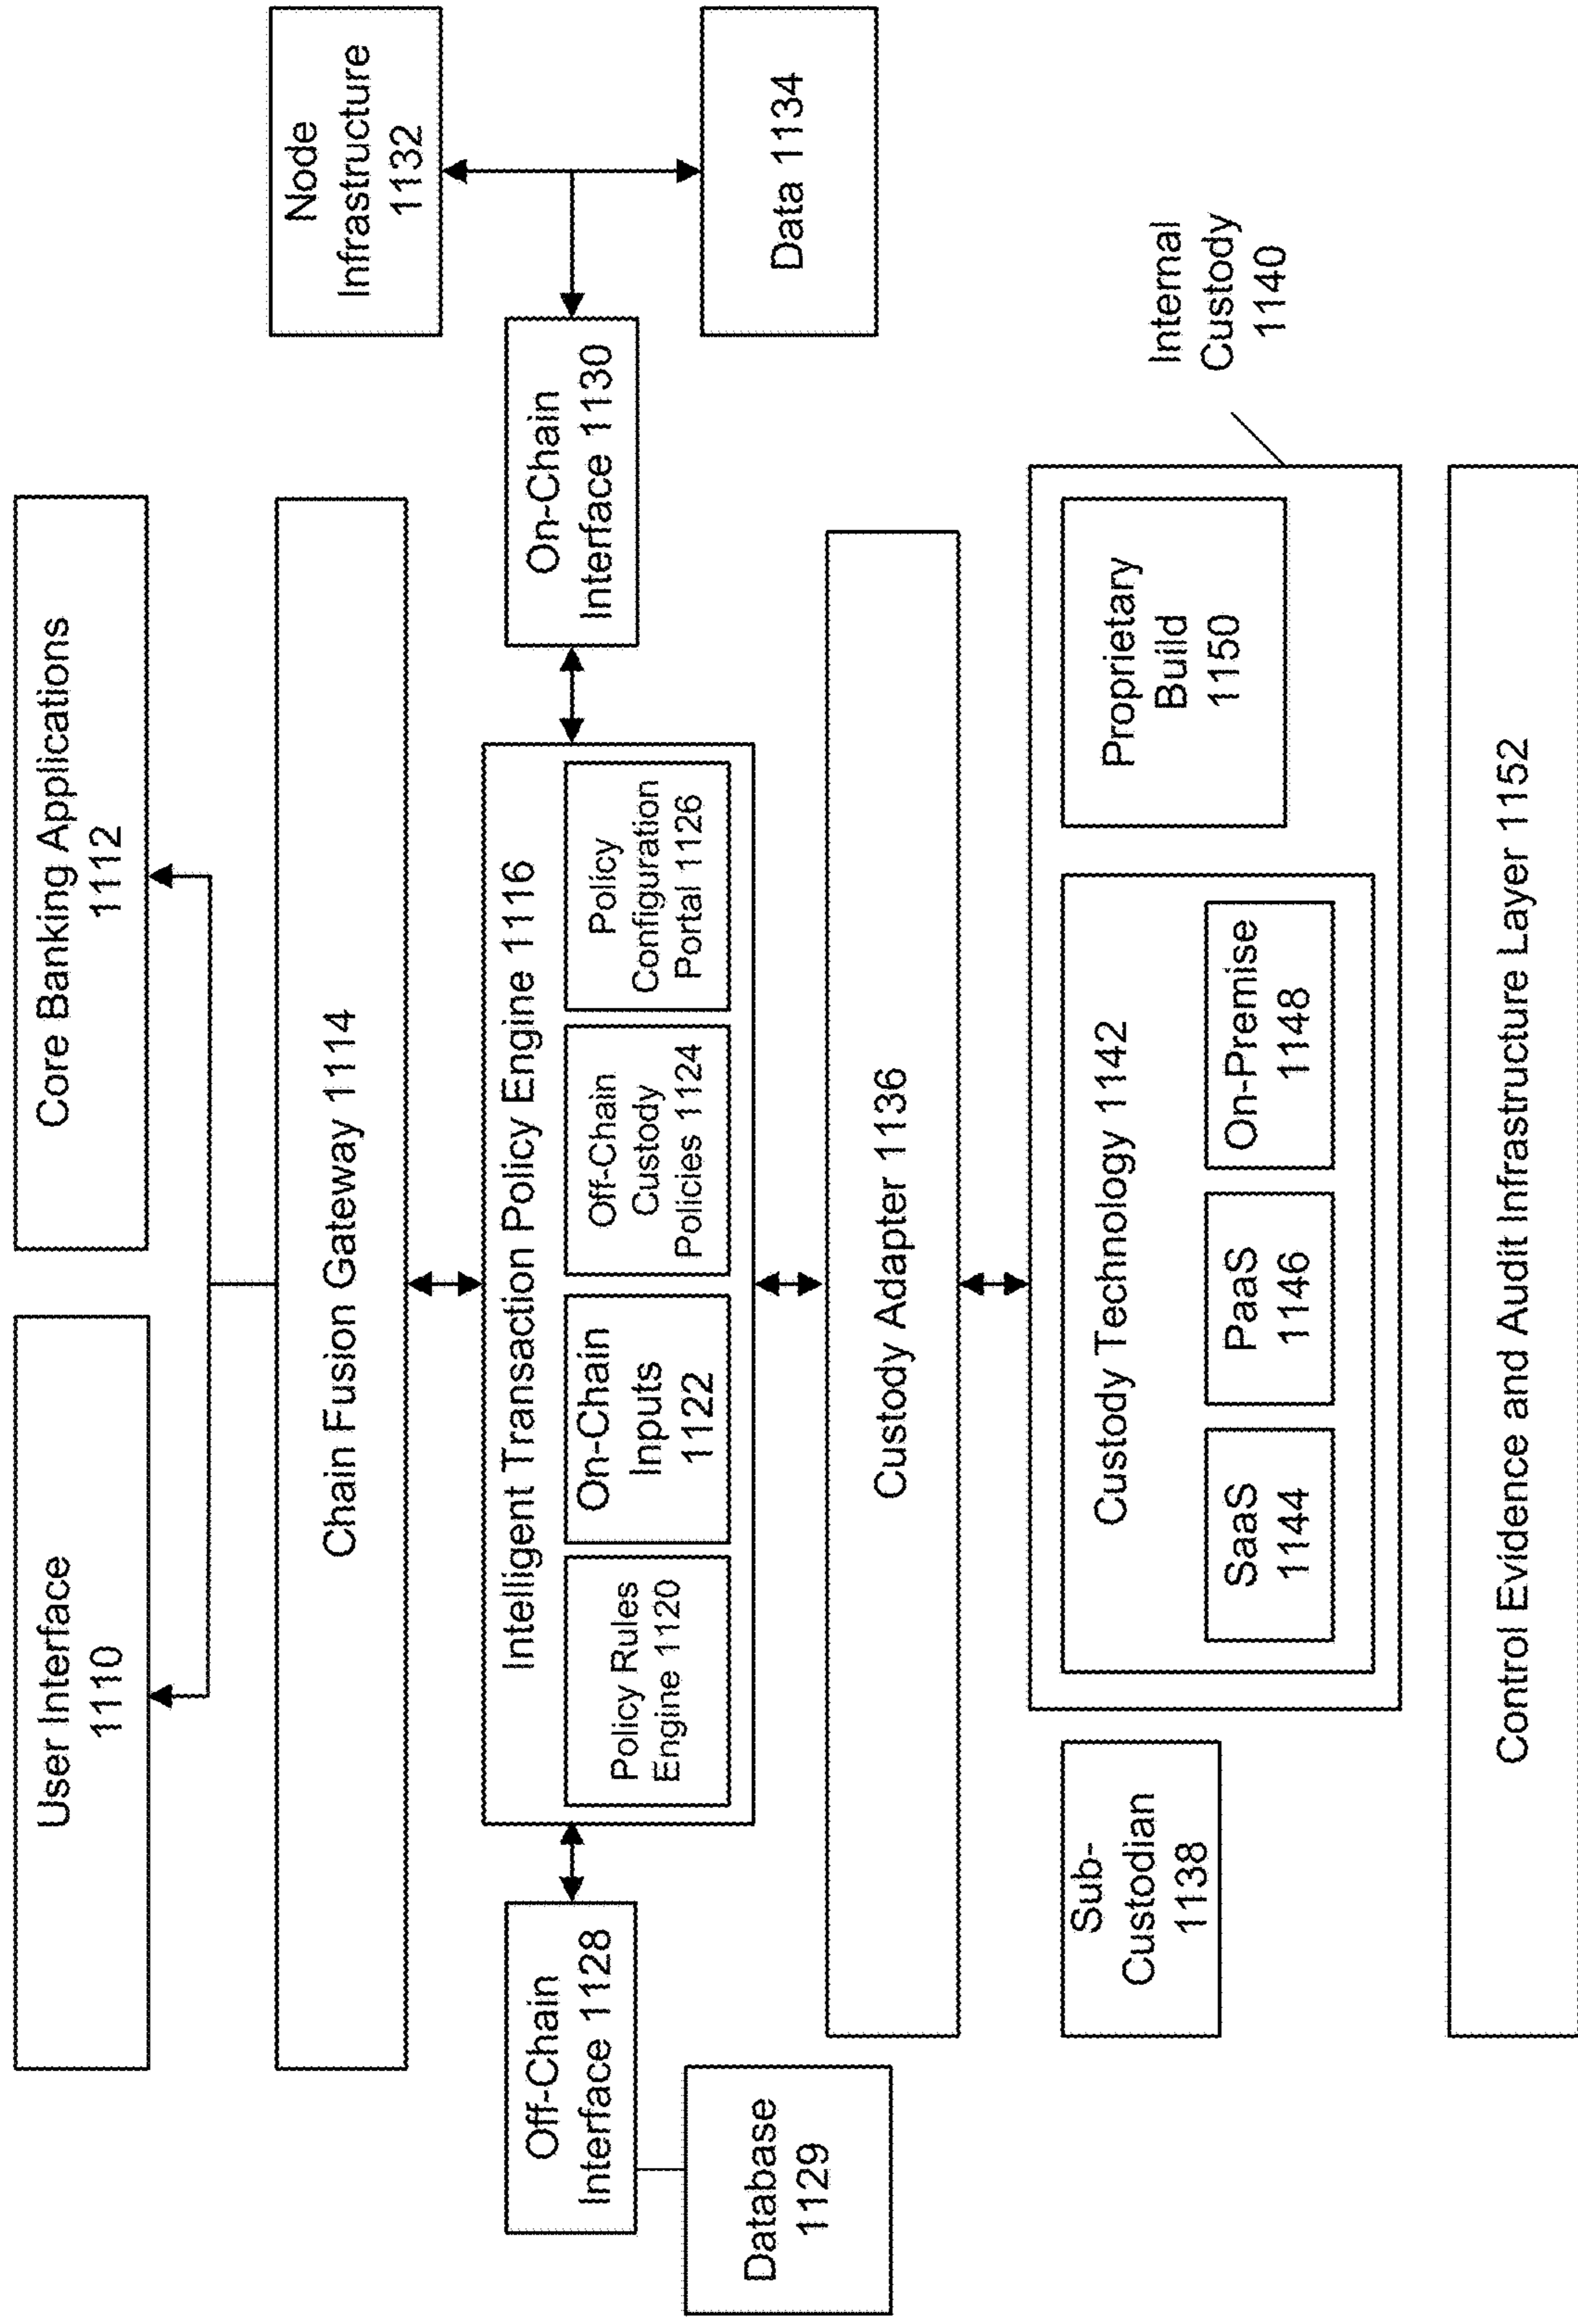 User Interface
1110
Core Banking Applications
1112
Chain Fusion Gateway 1114
Node
Infrastructure
1132
Off-Chain
Interface 1128
Intelligent Transaction Policy Engine 1116
Policy Rules
Engine 1120
On-Chain
Inputs
1122
Off-Chain
Custody
Policies 1124
Policy
Configuration
Portal 1126
On-Chain
Interface 1130
Data 1134
Database
1129
Custody Adapter 1136
Sub-
Custodian
1138
Internal
Custody
1140
Custody Technology 1142
SaaS
1144
PaaS
1146
On-Premise
1148
Proprietary
Build
1150
Control Evidence and Audit Infrastructure Layer 1152